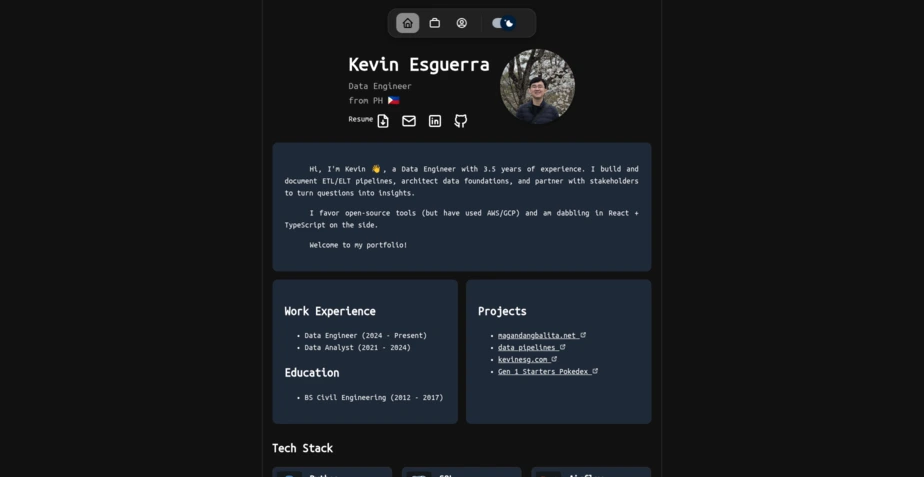 Kevin Esguerra
Data Engineer
from PH 🇵🇭
Resume
Hi, I'm Kevin 👋, a Data Engineer with 3.5 years of experience. I build and
document ETL/ELT pipelines, architect data foundations, and partner with stakeholders
to turn questions into insights.
I favor open-source tools (but have used AWS/GCP) and am dabbling in React +
TypeScript on the side.
Welcome to my portfolio!
Work Experience
• Data Engineer (2024 - Present)
• Data Analyst (2021 - 2024)
Education
• BS Civil Engineering (2012 - 2017)
Projects
• magandangbalita.net
• data pipelines
• kevinesg.com
• Gen 1 Starters Pokedex
Tech Stack